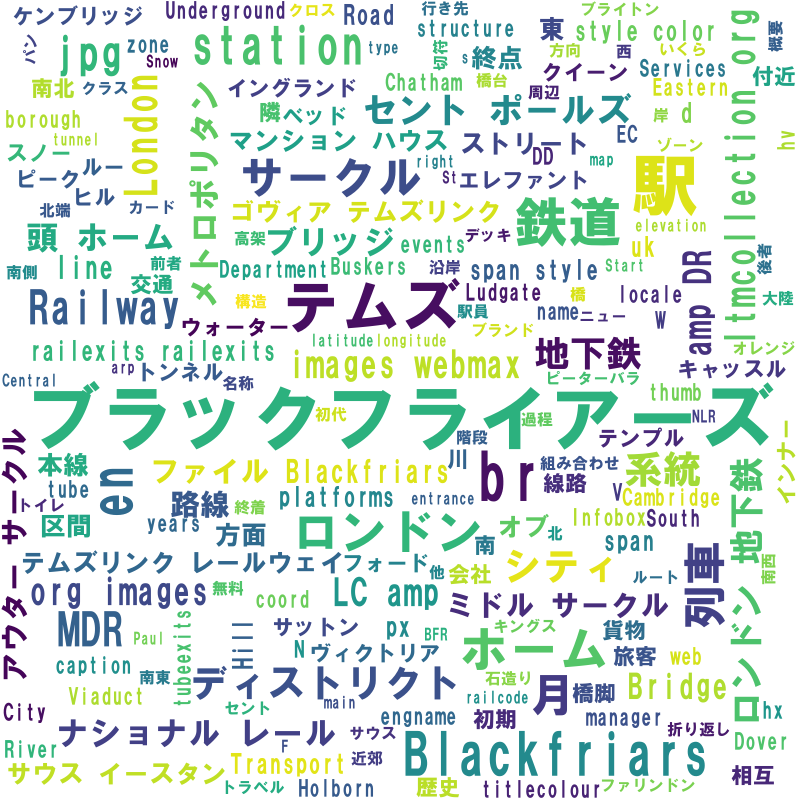 ケンブリッジ Underground クロス Road 行き先 ブライトン
パン jpg zone station type 切符 structure 東 style color 概要
Snow s 終点 方向 西 いくら
南北 クラス London イングランド Chatham 橋台 クイーン Services 付近
borough メトロポリタン 隣 ベッド セント ポールズ 周辺 Eastern 岸 d
tunnel マンション ハウス ストリート EC ゾーン hv
スノー ルー right DD map ltmcollection org
ピーク ヒル サークル St エレファント 駅
北端 カード ゴヴィア テムズリンク 鉄道 elevation
頭 ホーム 高架 ブリッジ events デッキ uk 後者
南側 line 前者 Department Buskers 沿岸 span style Start amp DR
交通 構造 テムズ Ludgate 橋 locale 大陸
Railway ウォーター 駅員 name ニュー W
railexits railexits latitude longitude ブランド 地下鉄 オレンジ
Central arp トンネル 名称 images webmax ピーターバラ キャッスル
thumb
ブラックフライアーズ
初代 過程 NLR
アウター サークル 本線 en ファイル Blackfriars 川 階段 br 組み合わせ テンプル インナー
tube 線路 系統
トイレ 路線 終着 platforms entrance V Cambridge
区間 years 方面 ロンドン 南 オブ 北 Infobox South ロンドン 地下鉄
span
テムズリンク レールウェイ フォード 他 会社 シティ ルート 南西
org images 無料 coord LC amp ミドル サークル 列車
MDR Paul tubeexits Hill サットン px BFR キングス 貨物
caption 南東 N ヴィクトリア ホーム 旅客 web
Viaduct ディストリクト 石造り 月 橋脚 Bridge
City セント main railcode hx
ナショナル レール サウス engname 初期 manager 折り返し
River F 近郊 Blackfriars Dover
サウス イースタン Transport 相互
トラベル Holborn 歴史 titlecolour ファリンドン